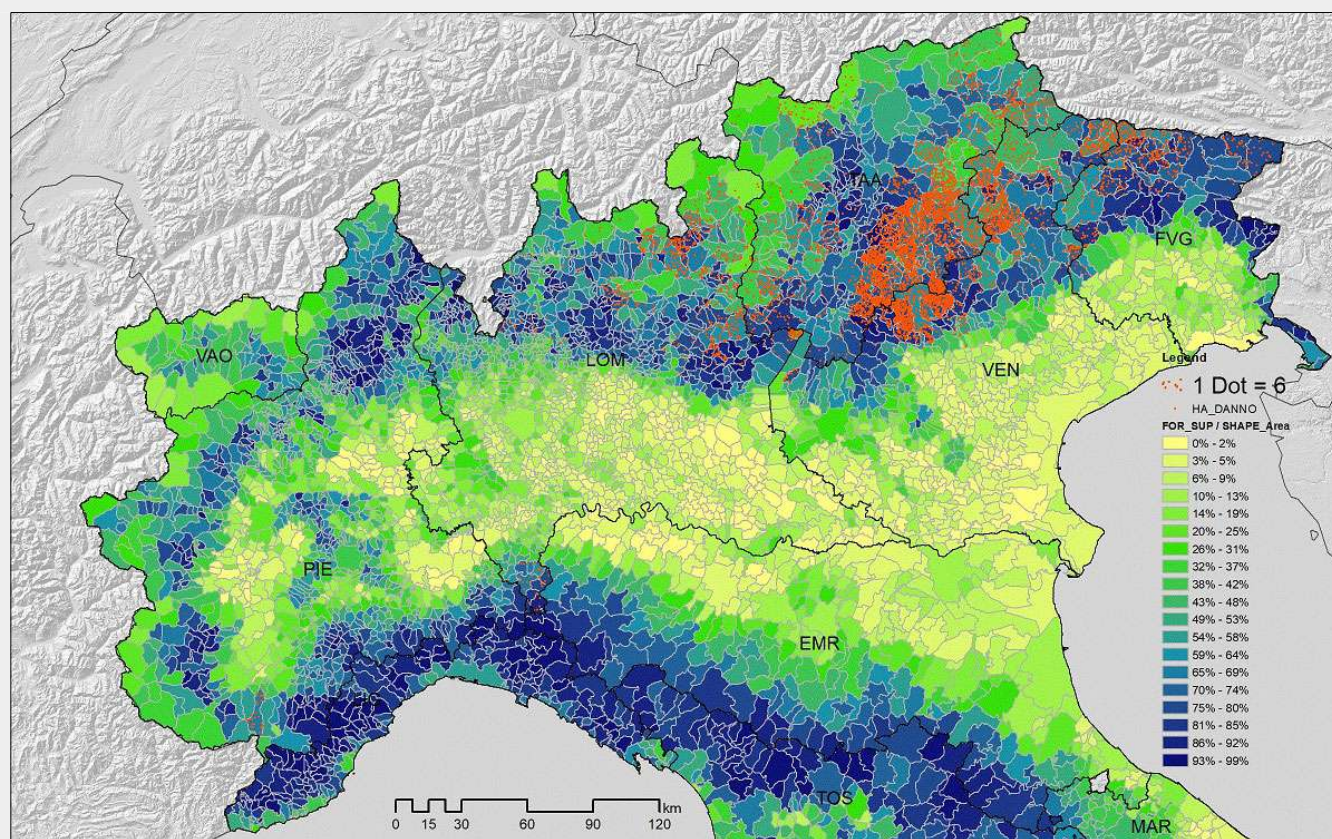 TAA
FVG
VAO
LOM
VEN
PIE
EMR
TOS
MAR
Legend
1 Dot = 6
HA_DANNO
FOR_SUP / SHAPE_Area
0% - 2%
3% - 5%
6% - 9%
10% - 13%
14% - 19%
20% - 25%
26% - 31%
32% - 37%
38% - 42%
43% - 48%
49% - 53%
54% - 58%
59% - 64%
65% - 69%
70% - 74%
75% - 80%
81% - 85%
86% - 92%
93% - 99%
km
0 15 30 60 90 120